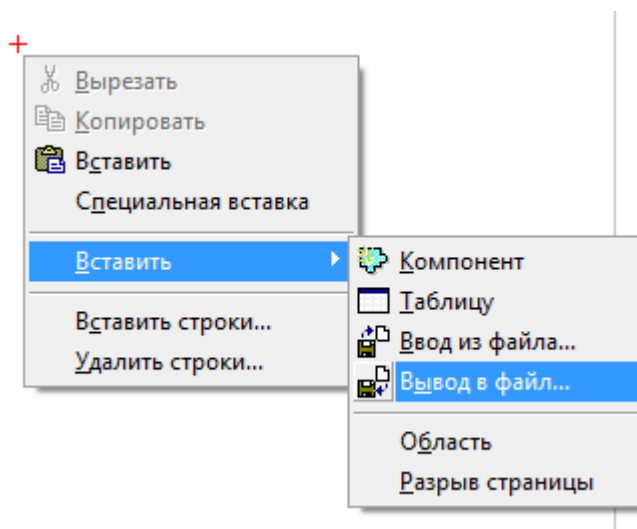 Вырезать
Копировать
Вставить
Специальная вставка
Вставить
Вставить строки...
Удалить строки...
Компонент
Таблицу
Ввод из файла...
Вывод в файл...
Область
Разрыв страницы